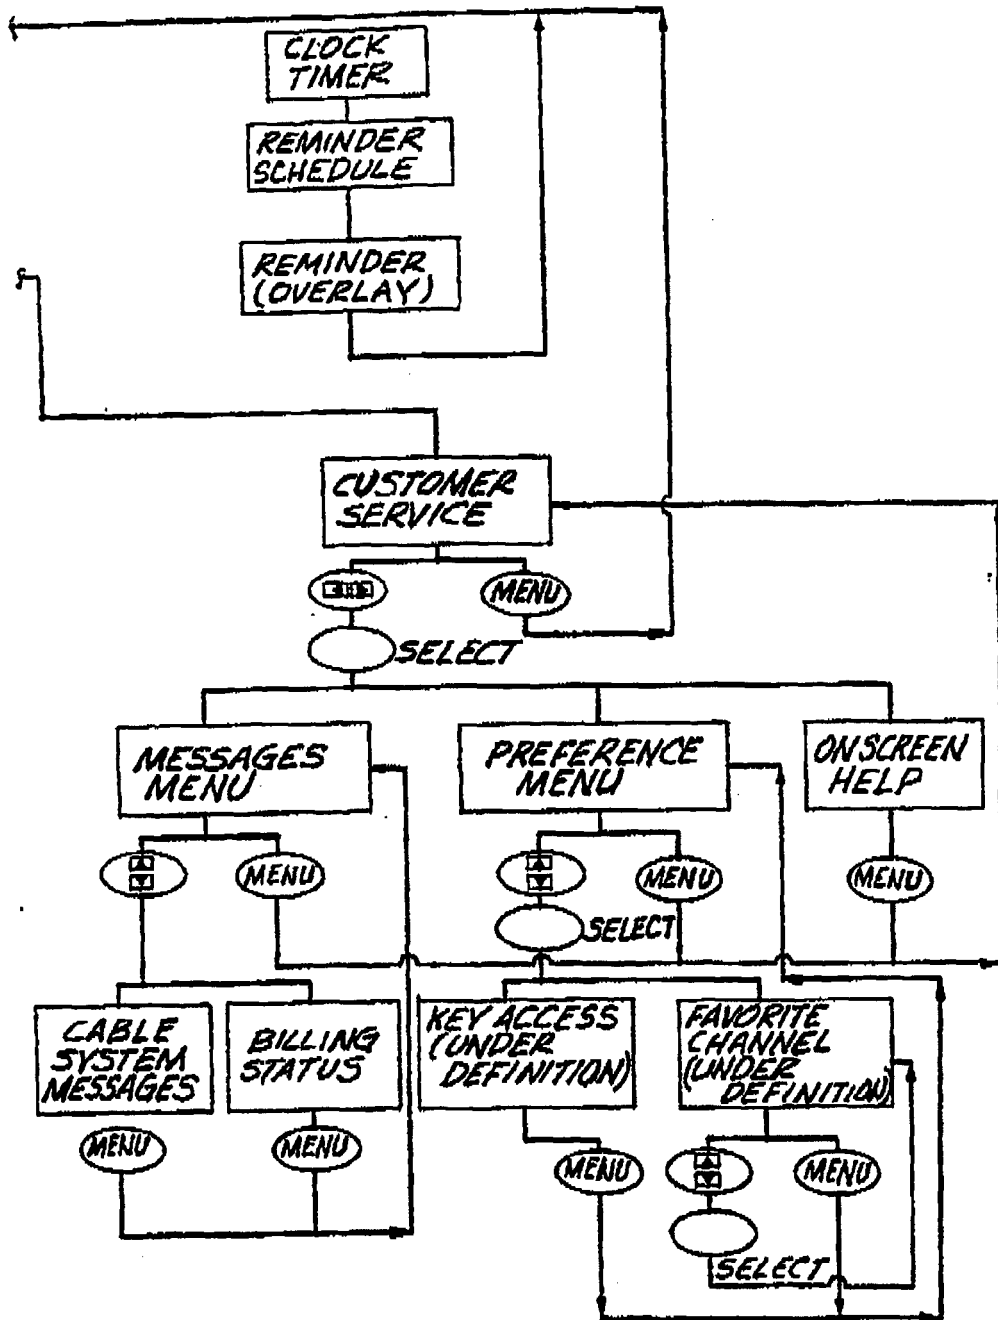 CLOCK
TIMER
REMINDER
SCHEDULE
REMINDER
(OVERLAY)
CUSTOMER
SERVICE
MENU
SELECT
MESSAGES
MENU
PREFERENCE
MENU
ON SCREEN
HELP
MENU
MENU
MENU
SELECT
CABLE
SYSTEM
MESSAGES
BILLING
STATUS
KEY ACCESS
(UNDER
DEFINITION)
FAVORITE
CHANNEL
(UNDER
DEFINITION)
MENU
MENU
MENU
MENU
SELECT